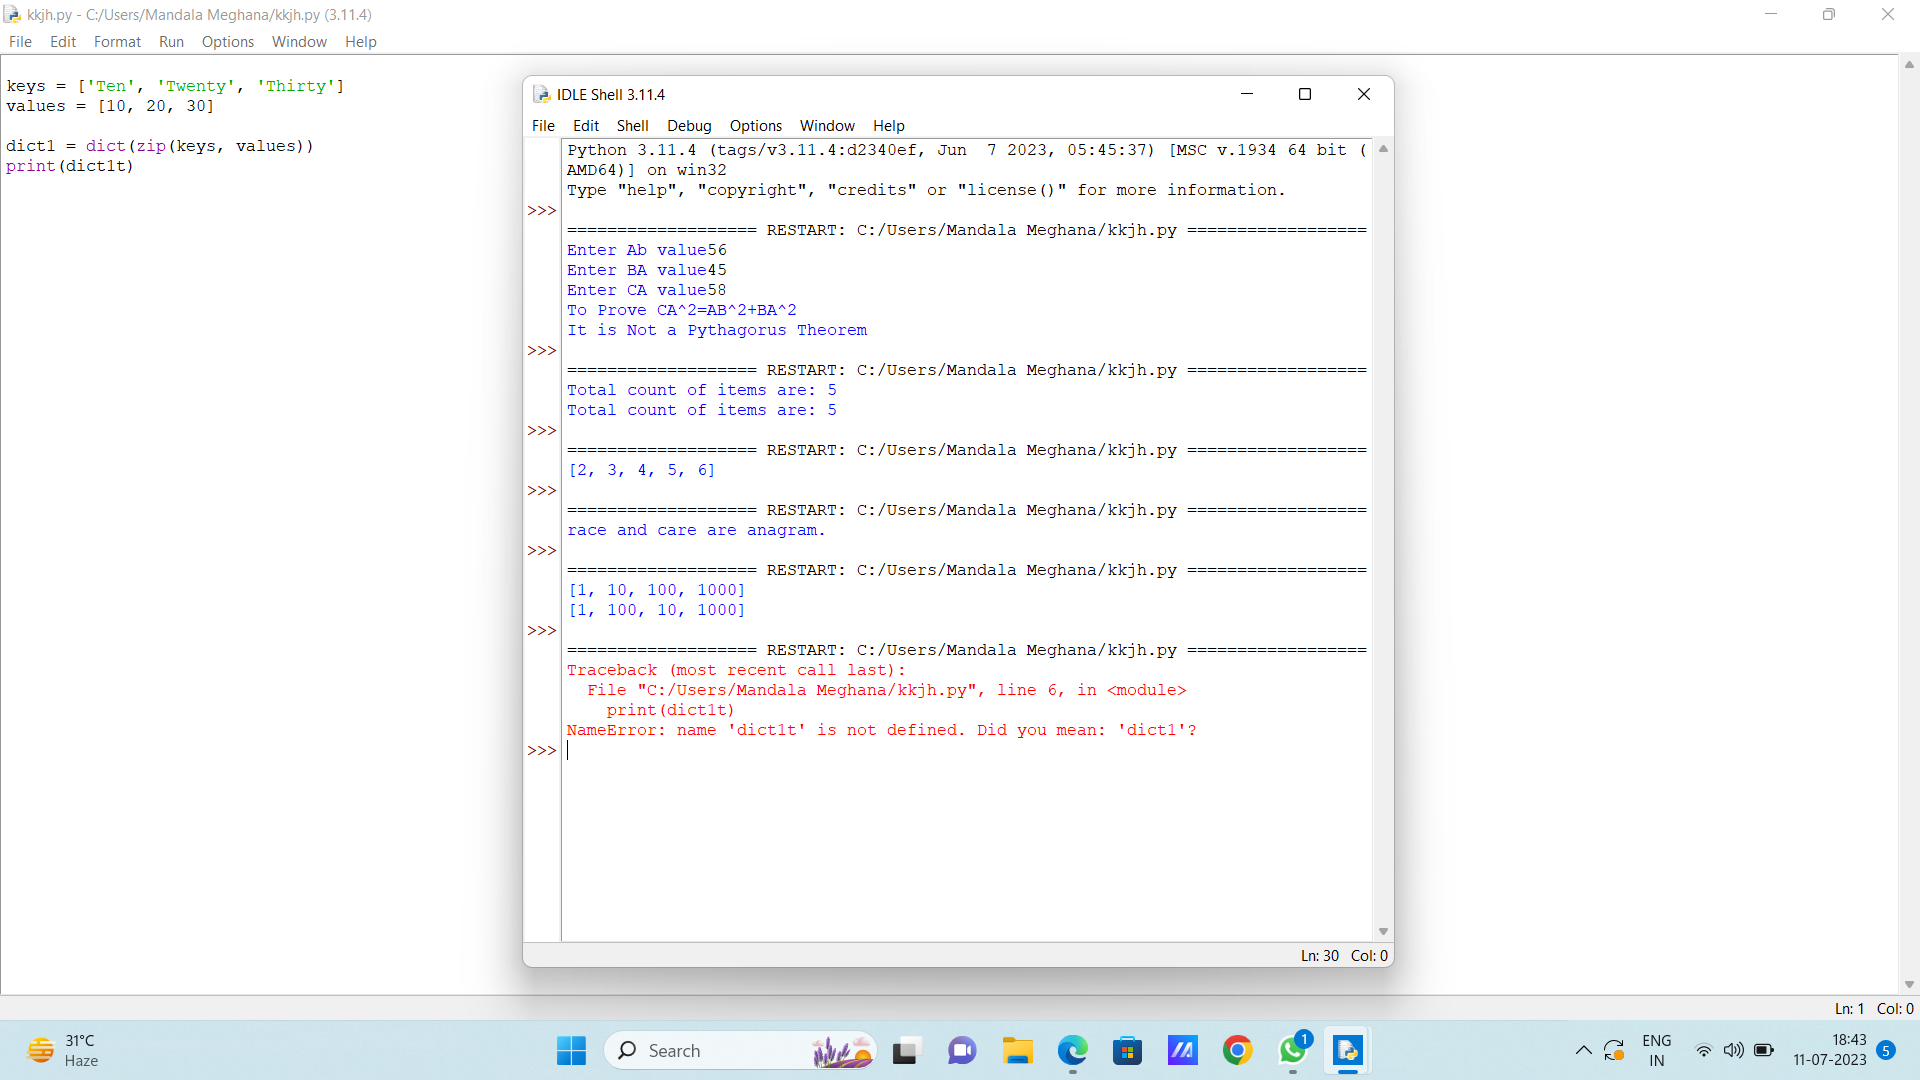 kkjh.py - C:/Users/Mandala Meghana/kkjh.py (3.11.4)
File Edit Format Run Options Window Help
keys = ['Ten', 'Twenty', 'Thirty']
values = [10, 20, 30]
dict1 = dict(zip(keys, values))
print(dict1t)
IDLE Shell 3.11.4
File Edit Shell Debug Options Window Help
Python 3.11.4 (tags/v3.11.4:d2340ef, Jun  7 2023, 05:45:37) [MSC v.1934 64 bit (
AMD64)] on win32
Type "help", "copyright", "credits" or "license()" for more information.
>>>
=================== RESTART: C:/Users/Mandala Meghana/kkjh.py ==================
Enter Ab value56
Enter BA value45
Enter CA value58
To Prove CA^2=AB^2+BA^2
It is Not a Pythagorus Theorem
>>>
=================== RESTART: C:/Users/Mandala Meghana/kkjh.py ==================
Total count of items are: 5
Total count of items are: 5
>>>
=================== RESTART: C:/Users/Mandala Meghana/kkjh.py ==================
[2, 3, 4, 5, 6]
>>>
=================== RESTART: C:/Users/Mandala Meghana/kkjh.py ==================
race and care are anagram.
>>>
=================== RESTART: C:/Users/Mandala Meghana/kkjh.py ==================
[1, 10, 100, 1000]
[1, 100, 10, 1000]
>>>
=================== RESTART: C:/Users/Mandala Meghana/kkjh.py ==================
Traceback (most recent call last):
  File "C:/Users/Mandala Meghana/kkjh.py", line 6, in <module>
    print(dict1t)
NameError: name 'dict1t' is not defined. Did you mean: 'dict1'?
>>>
Ln: 30 Col: 0
Ln: 1 Col: 0
31°C
Haze
Search
1
ENG
IN
18:43
11-07-2023
5